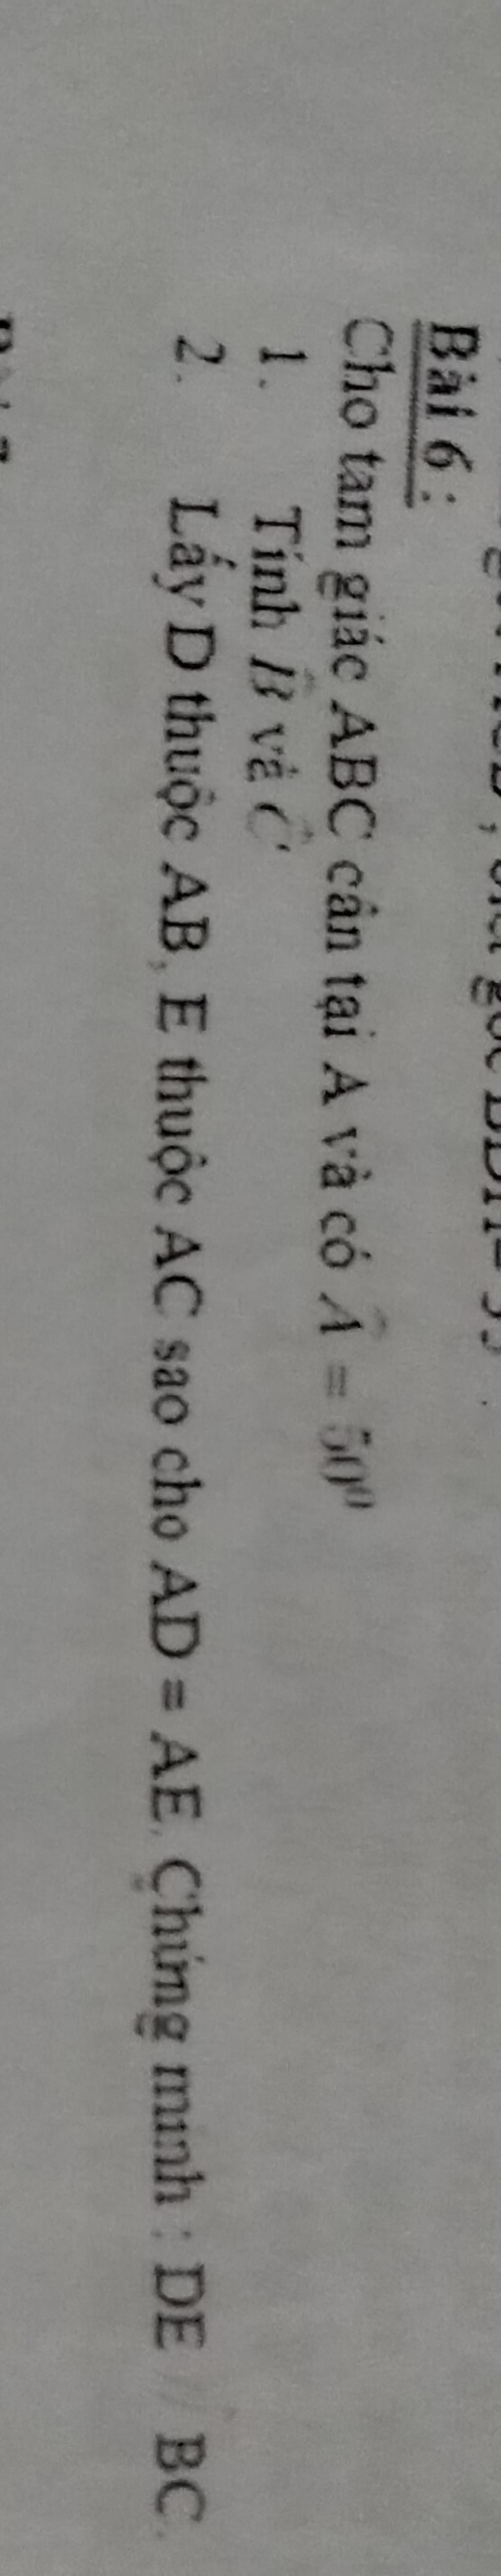 Bài 6 :
Cho tam giác ABC cân tại A và có Â = 50⁰
1. Tính B̂ và Ĉ
2. Lấy D thuộc AB, E thuộc AC sao cho AD = AE. Chứng minh : DE // BC.